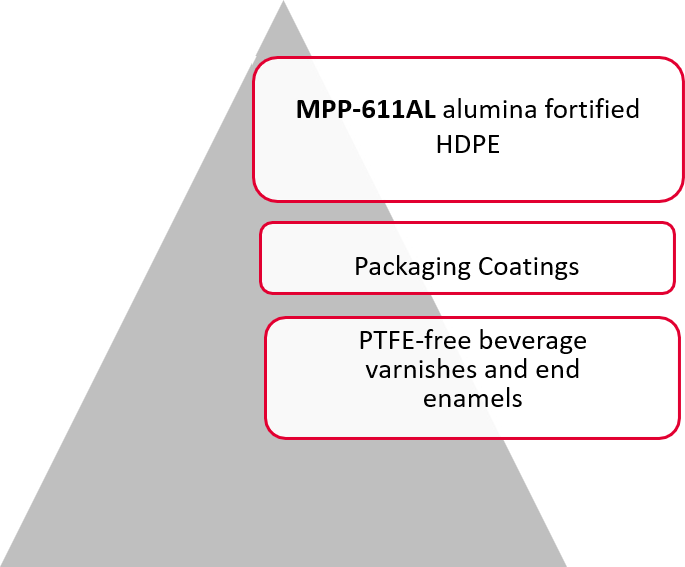 MPP-611AL alumina fortified
HDPE
Packaging Coatings
PTFE-free beverage
varnishes and end
enamels